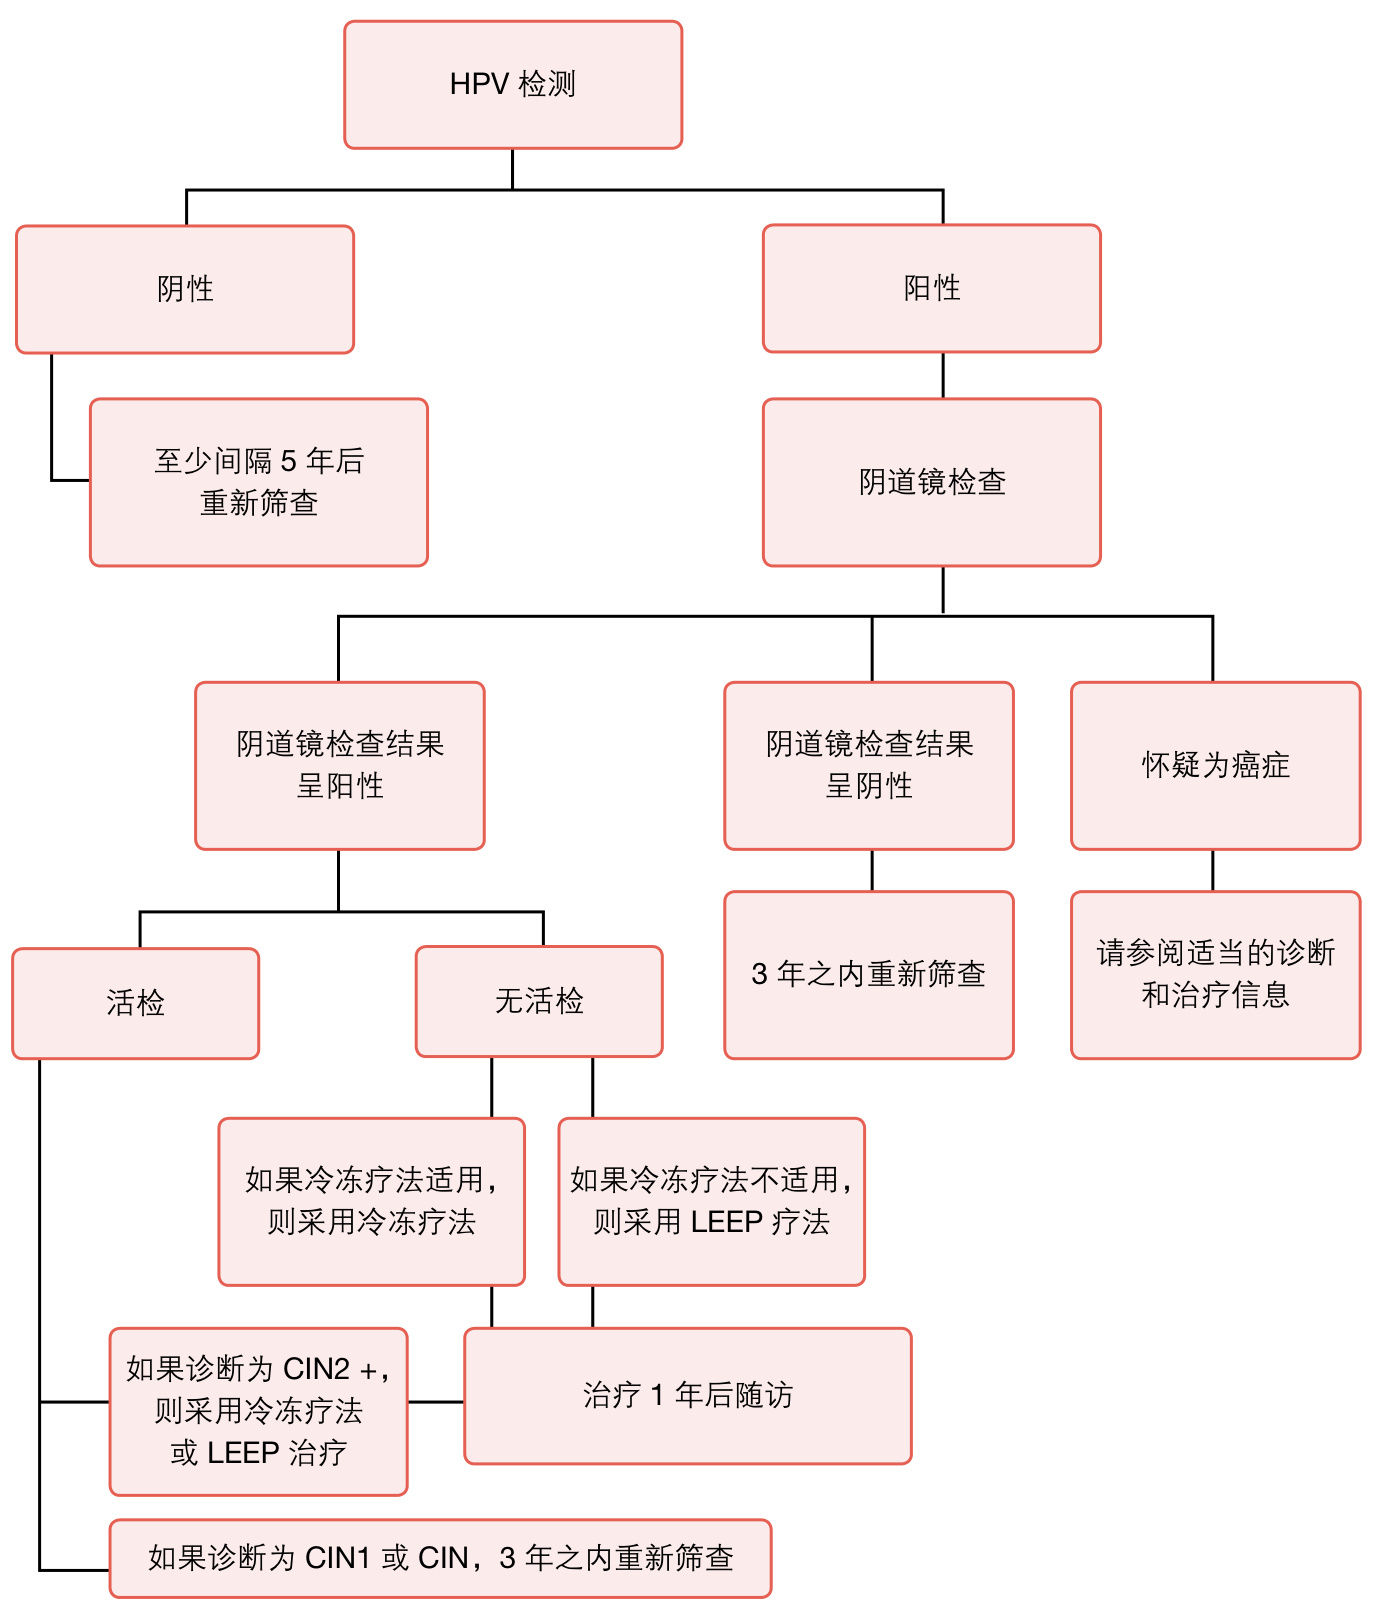 HPV 检测
阴性
阳性
至少间隔 5 年后
重新筛查
阴道镜检查
阴道镜检查结果
呈阳性
阴道镜检查结果
呈阴性
怀疑为癌症
活检
无活检
3 年之内重新筛查
请参阅适当的诊断
和治疗信息
如果冷冻疗法适用，
则采用冷冻疗法
如果冷冻疗法不适用，
则采用 LEEP 疗法
如果诊断为 CIN2 +，
则采用冷冻疗法
或 LEEP 治疗
治疗 1 年后随访
如果诊断为 CIN1 或 CIN，3 年之内重新筛查